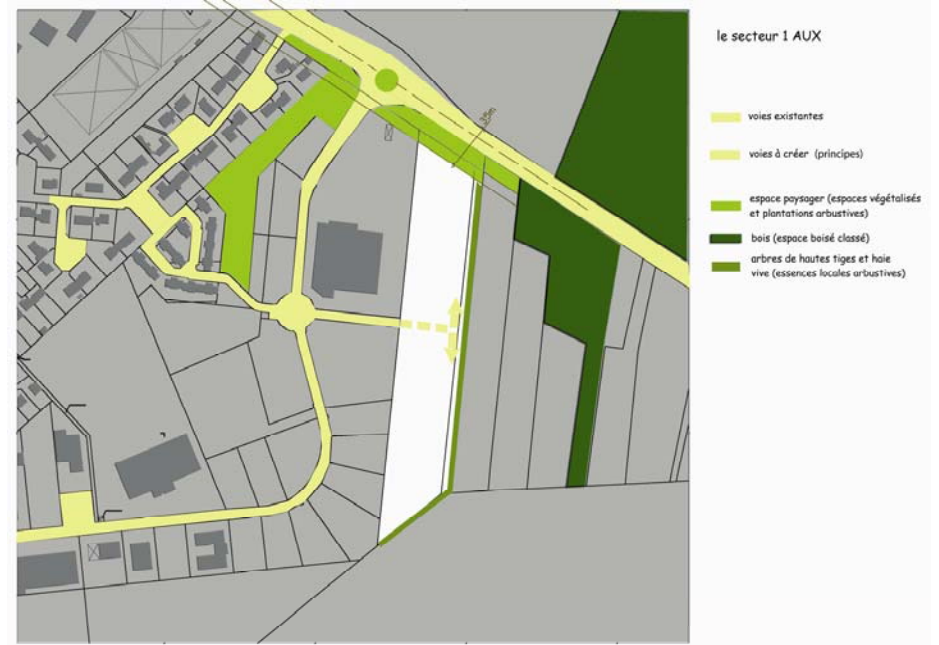 le secteur 1 AUX
voies existantes
voies à créer (principes)
espace paysager (espaces végétalisés
et plantations arbustives)
bois (espace boisé classé)
arbres de hautes tiges et haie
vive (essences locales arbustives)
35m